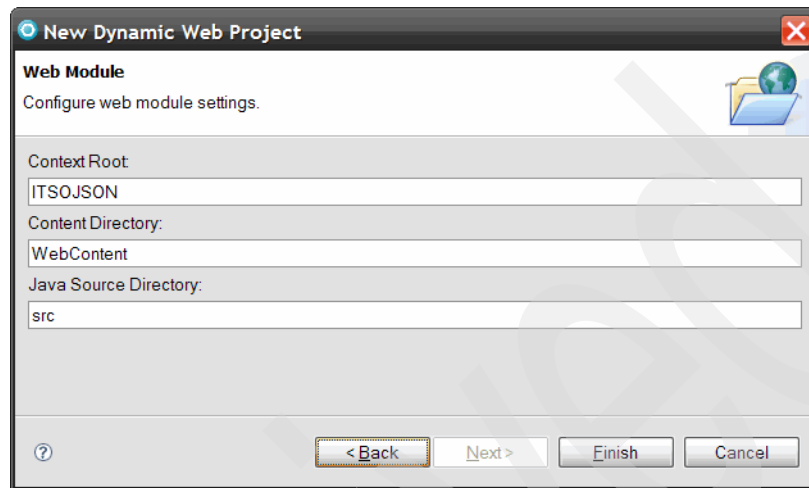 New Dynamic Web Project
Web Module
Configure web module settings.
Context Root:
ITSOJSON
Content Directory:
WebContent
Java Source Directory:
src
? < Back Next > Finish Cancel